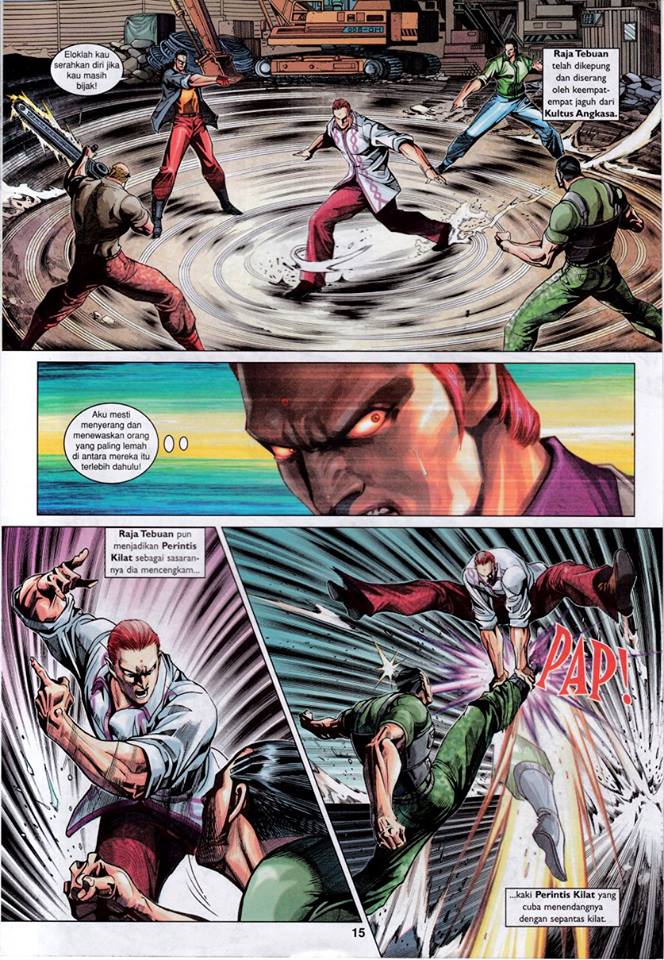 Eloklah kau
serahkan diri jika
kau masih
bijak!
Raja Tebuan
telah dikepung
dan diserang
oleh keempat-
empat jaguh dari
Kultus Angkasa.
Aku mesti
menyerang dan
menewaskan orang
yang paling lemah
di antara mereka itu
terlebih dahulu!
Raja Tebuan pun
menjadikan Perintis
Kilat sebagai sasaran-
nya dia mencengkam...
PAP!
...kaki Perintis Kilat yang
cuba menendangnya
dengan sepantas kilat.
15